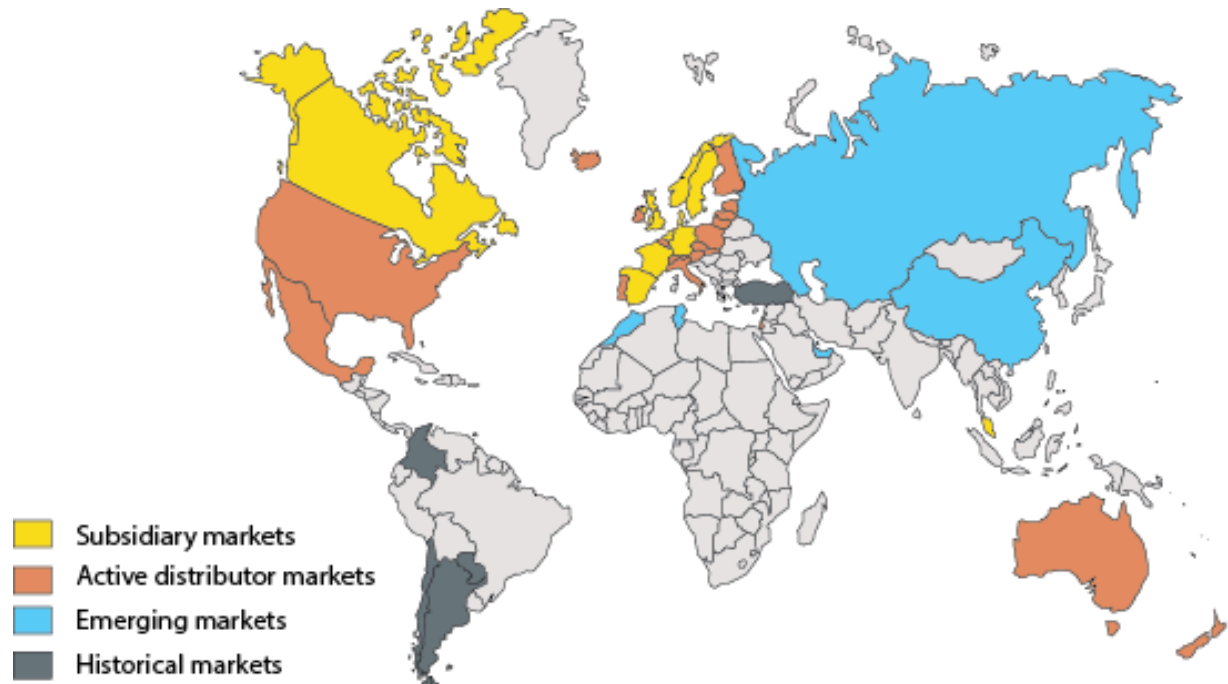 Subsidiary markets
Active distributor markets
Emerging markets
Historical markets